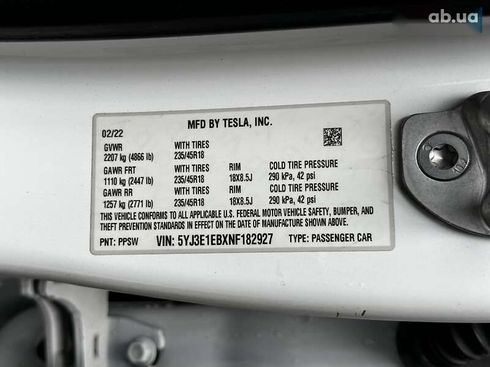 ab.ua
MFD BY TESLA, INC.
02/22
GVWR WITH TIRES
2207 kg (4866 lb) 235/45R18
GAWR FRT WITH TIRES RIM COLD TIRE PRESSURE
1110 kg (2447 lb) 235/45R18 18X8.5J 290 kPa, 42 psi
GAWR RR WITH TIRES RIM COLD TIRE PRESSURE
1257 kg (2771 lb) 235/45R18 18X8.5J 290 kPa, 42 psi
THIS VEHICLE CONFORMS TO ALL APPLICABLE U.S. FEDERAL MOTOR VEHICLE SAFETY, BUMPER, AND
THEFT PREVENTION STANDARDS IN EFFECT ON THE DATE OF MANUFACTURE SHOWN ABOVE.
PNT: PPSW VIN: 5YJ3E1EBXNF182927 TYPE: PASSENGER CAR